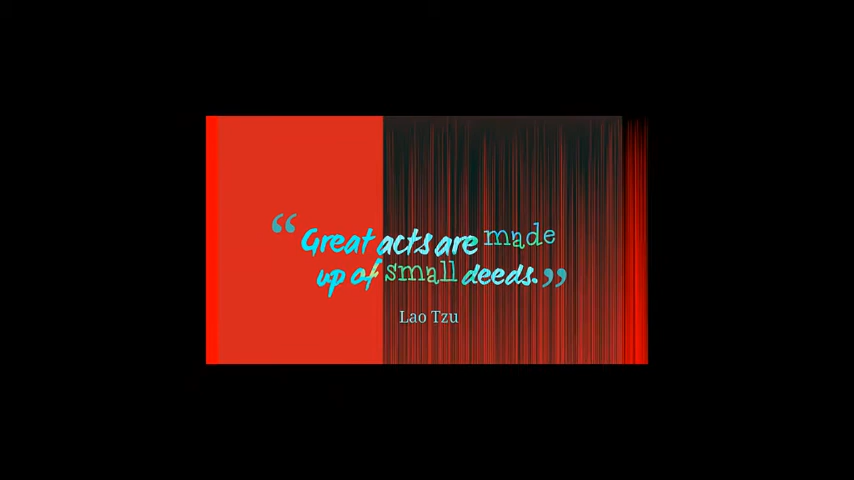 “Great acts are made
up of small deeds.”
Lao Tzu